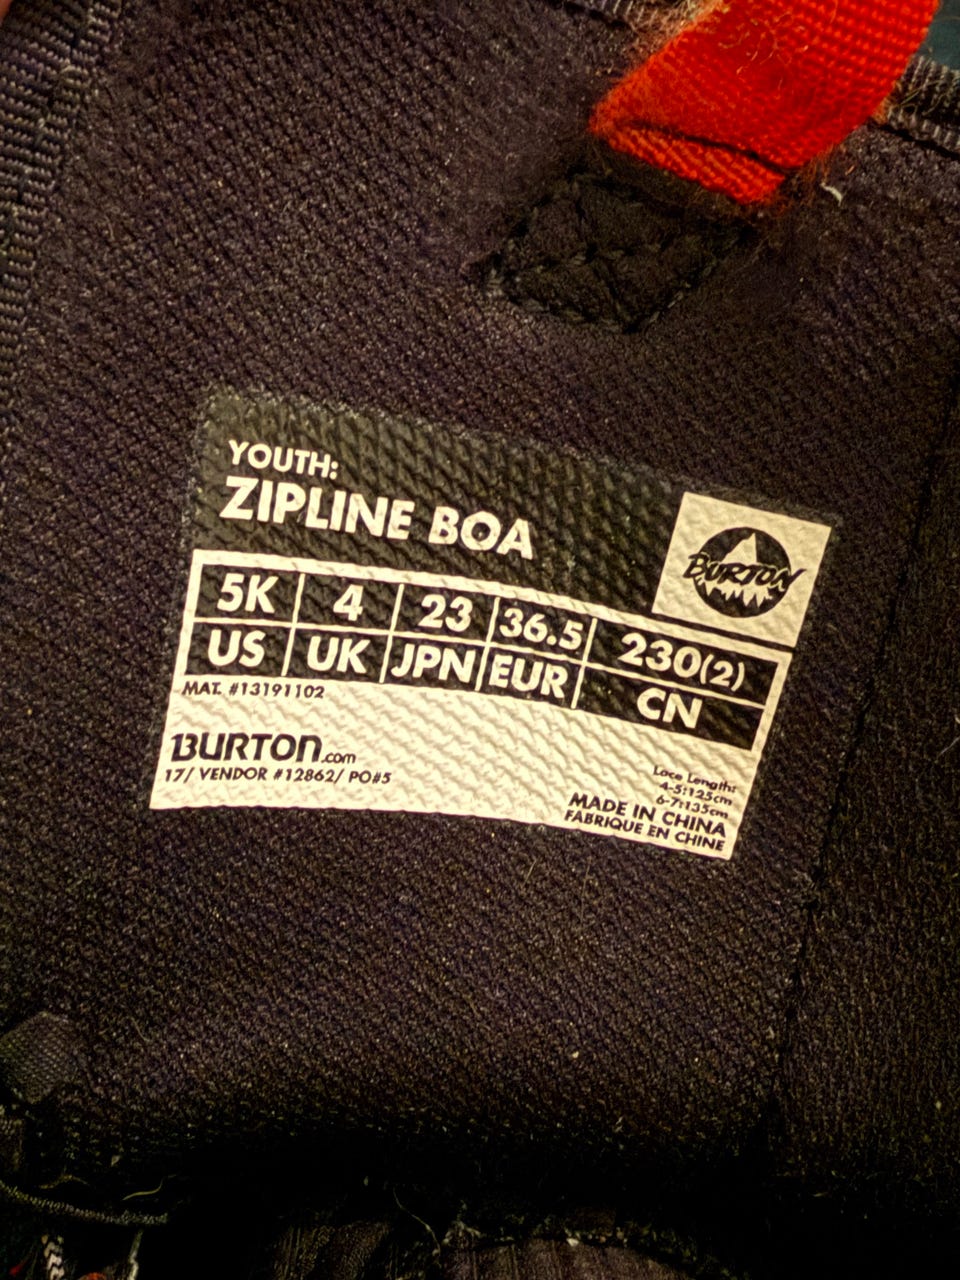 YOUTH:
ZIPLINE BOA
BURTON
5K 4 23 36.5 230(2)
US UK JPN EUR CN
MAT. #13191102
BURTON.com
17/ VENDOR #12862/ PO#5
Lace Length:
4-5:125cm
6-7:135cm
MADE IN CHINA
FABRIQUE EN CHINE